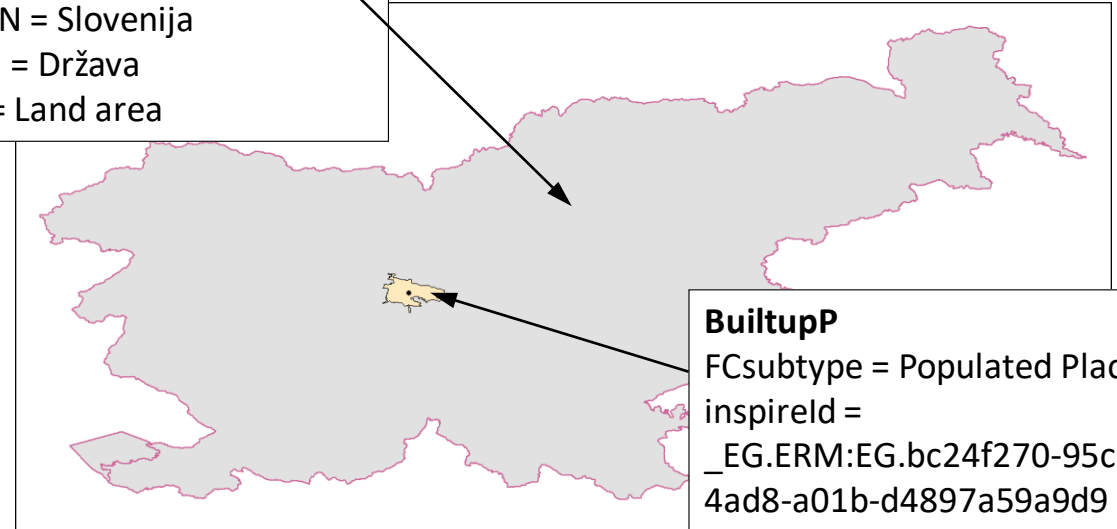 N = Slovenija
= Država
= Land area
BuiltupP
FCsubtype = Populated Plac
inspireId =
_EG.ERM:EG.bc24f270-95c
4ad8-a01b-d4897a59a9d9